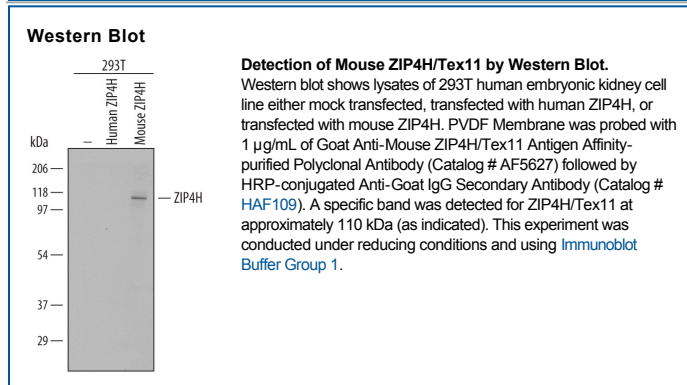 Western Blot
293T
–
Human ZIP4H
Mouse ZIP4H
kDa
206
118
97
54
37
29
ZIP4H
Detection of Mouse ZIP4H/Tex11 by Western Blot.
Western blot shows lysates of 293T human embryonic kidney cell
line either mock transfected, transfected with human ZIP4H, or
transfected with mouse ZIP4H. PVDF Membrane was probed with
1 µg/mL of Goat Anti-Mouse ZIP4H/Tex11 Antigen Affinity-
purified Polyclonal Antibody (Catalog # AF5627) followed by
HRP-conjugated Anti-Goat IgG Secondary Antibody (Catalog #
HAF109). A specific band was detected for ZIP4H/Tex11 at
approximately 110 kDa (as indicated). This experiment was
conducted under reducing conditions and using Immunoblot
Buffer Group 1.